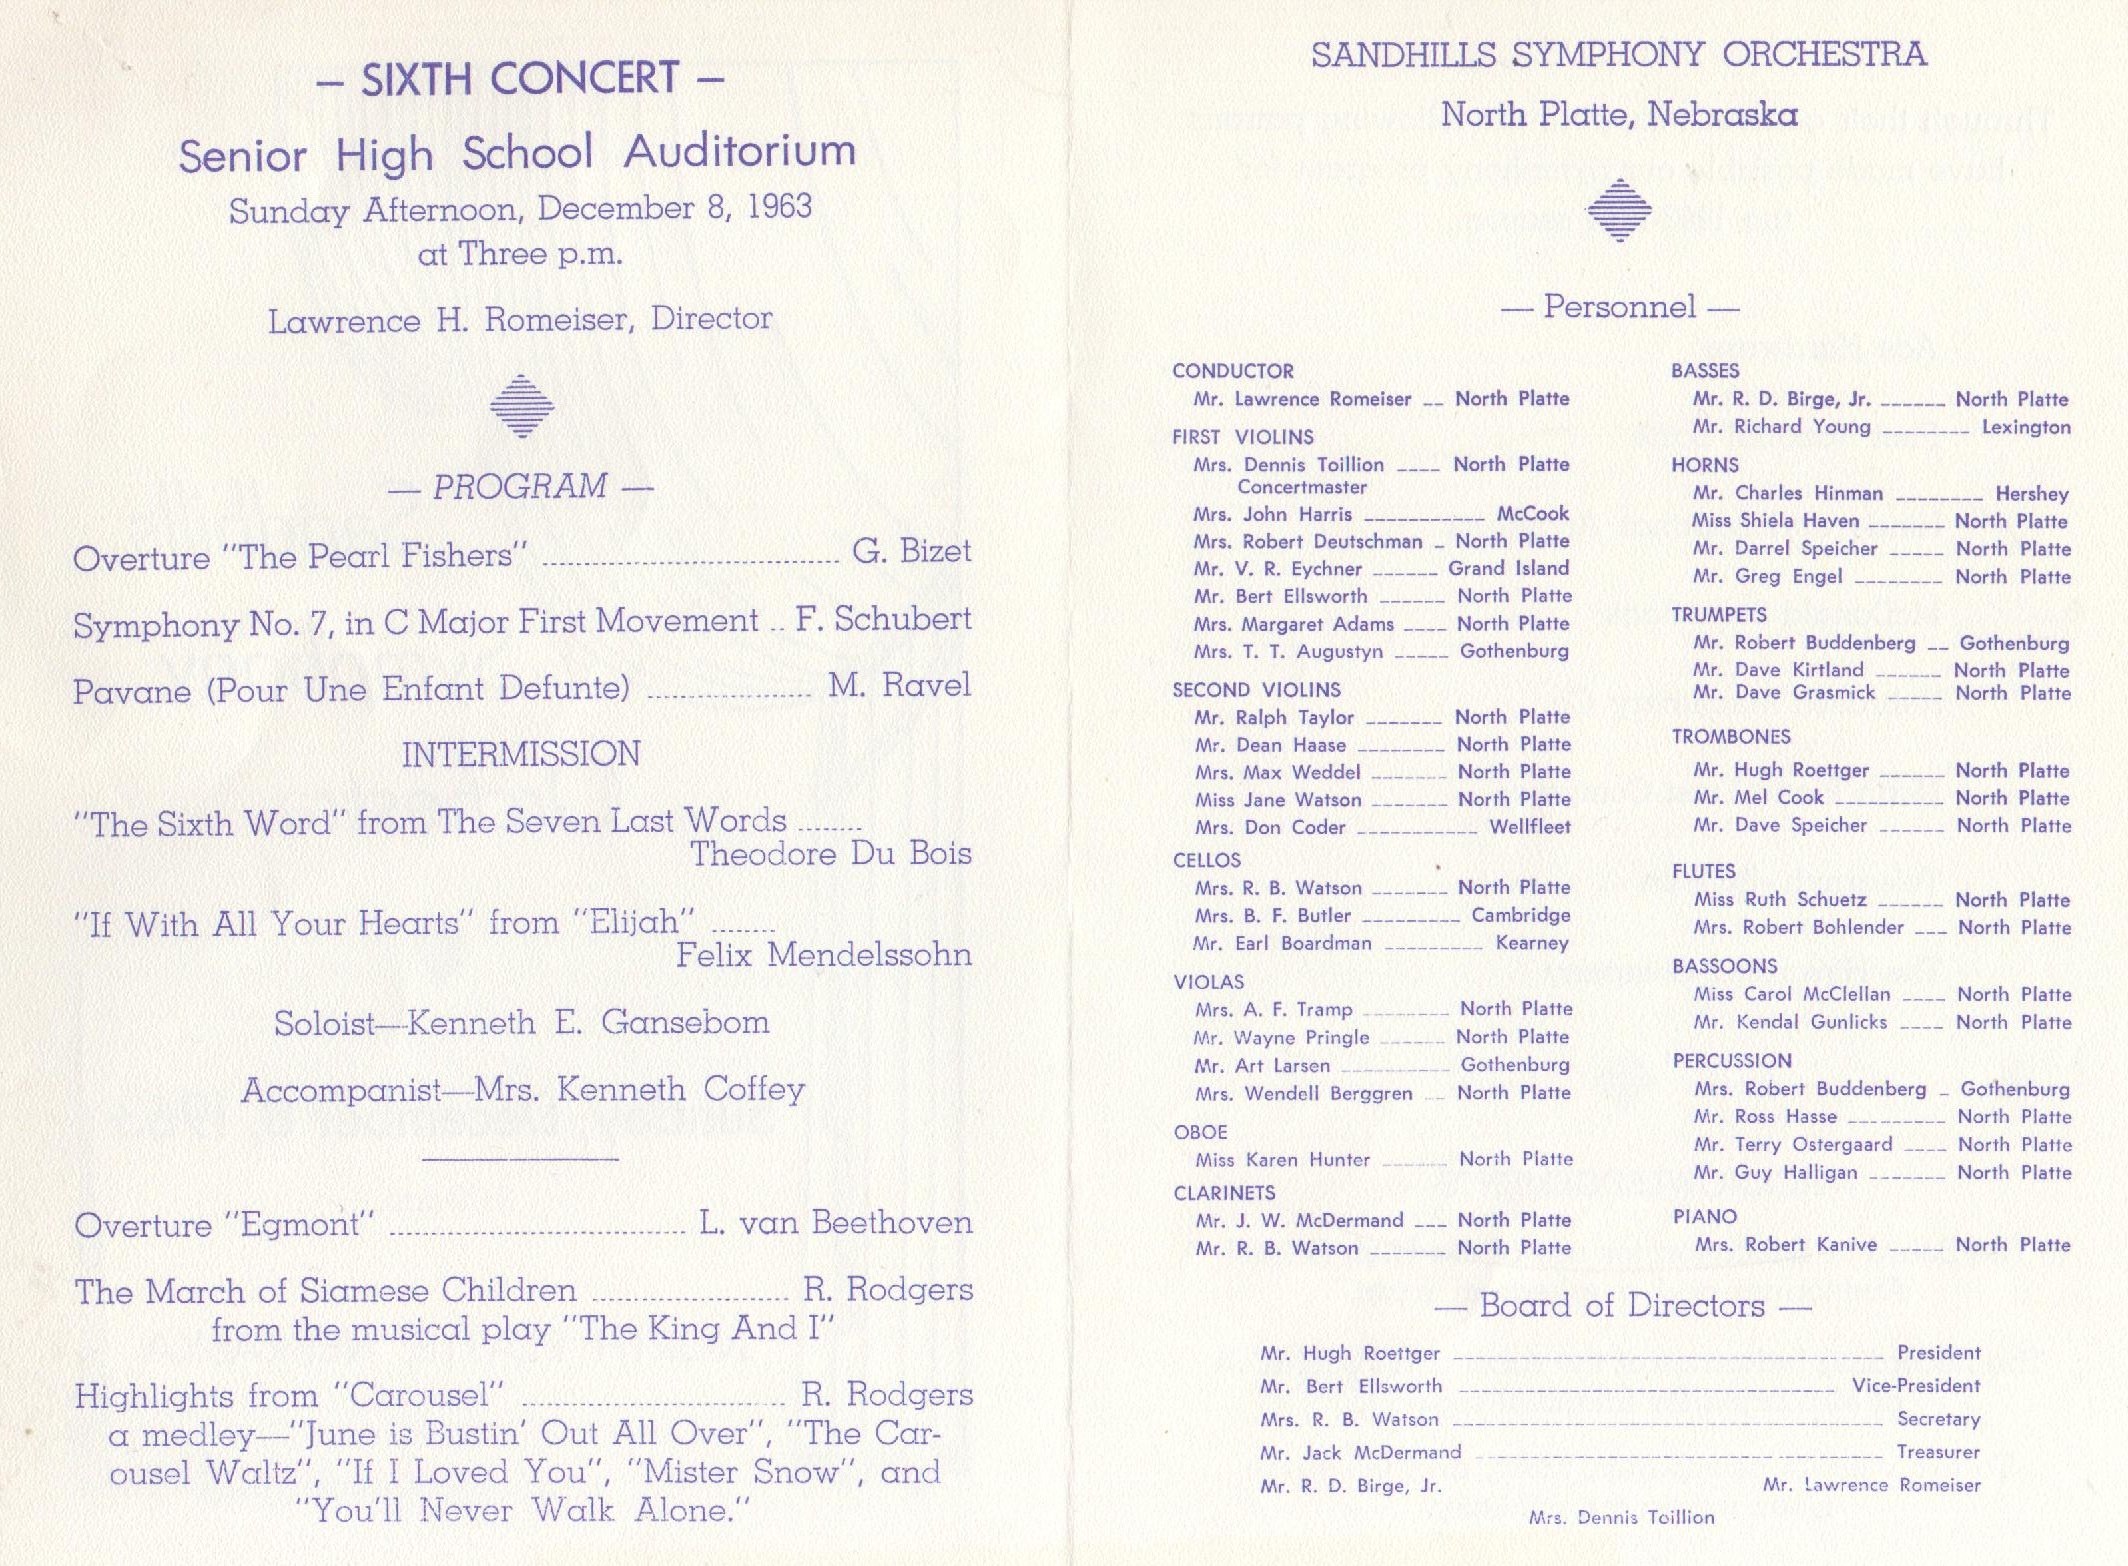 — SIXTH CONCERT —
Senior High School Auditorium
Sunday Afternoon, December 8, 1963
at Three p.m.
Lawrence H. Romeiser, Director
— PROGRAM —
Overture "The Pearl Fishers" .................................... G. Bizet
Symphony No. 7, in C Major First Movement .. F. Schubert
Pavane (Pour Une Enfant Defunte) .................... M. Ravel
INTERMISSION
"The Sixth Word" from The Seven Last Words ........
Theodore Du Bois
"If With All Your Hearts" from "Elijah" ........
Felix Mendelssohn
Soloist—Kenneth E. Gansebom
Accompanist—Mrs. Kenneth Coffey
Overture "Egmont" .................................... L. van Beethoven
The March of Siamese Children ........................ R. Rodgers
from the musical play "The King And I"
Highlights from "Carousel" ................................ R. Rodgers
a medley—"June is Bustin' Out All Over", "The Car-
ousel Waltz", "If I Loved You", "Mister Snow", and
"You'll Never Walk Alone."
SANDHILLS SYMPHONY ORCHESTRA
North Platte, Nebraska
— Personnel —
CONDUCTOR
Mr. Lawrence Romeiser __ North Platte
FIRST VIOLINS
Mrs. Dennis Toillion ____ North Platte
Concertmaster
Mrs. John Harris ___________ McCook
Mrs. Robert Deutschman _ North Platte
Mr. V. R. Eychner ______ Grand Island
Mr. Bert Ellsworth ______ North Platte
Mrs. Margaret Adams ____ North Platte
Mrs. T. T. Augustyn _____ Gothenburg
SECOND VIOLINS
Mr. Ralph Taylor _______ North Platte
Mr. Dean Haase ________ North Platte
Mrs. Max Weddel _______ North Platte
Miss Jane Watson _______ North Platte
Mrs. Don Coder ___________ Wellfleet
CELLOS
Mrs. R. B. Watson _______ North Platte
Mrs. B. F. Butler _________ Cambridge
Mr. Earl Boardman _________ Kearney
VIOLAS
Mrs. A. F. Tramp ________ North Platte
Mr. Wayne Pringle ______ North Platte
Mr. Art Larsen __________ Gothenburg
Mrs. Wendell Berggren __ North Platte
OBOE
Miss Karen Hunter ______ North Platte
CLARINETS
Mr. J. W. McDermand ___ North Platte
Mr. R. B. Watson _______ North Platte
BASSES
Mr. R. D. Birge, Jr. ______ North Platte
Mr. Richard Young ________ Lexington
HORNS
Mr. Charles Hinman ________ Hershey
Miss Shiela Haven _______ North Platte
Mr. Darrel Speicher _____ North Platte
Mr. Greg Engel ________ North Platte
TRUMPETS
Mr. Robert Buddenberg __ Gothenburg
Mr. Dave Kirtland ______ North Platte
Mr. Dave Grasmick _____ North Platte
TROMBONES
Mr. Hugh Roettger ______ North Platte
Mr. Mel Cook __________ North Platte
Mr. Dave Speicher ______ North Platte
FLUTES
Miss Ruth Schuetz ______ North Platte
Mrs. Robert Bohlender ___ North Platte
BASSOONS
Miss Carol McClellan ____ North Platte
Mr. Kendal Gunlicks ____ North Platte
PERCUSSION
Mrs. Robert Buddenberg _ Gothenburg
Mr. Ross Hasse _________ North Platte
Mr. Terry Ostergaard ____ North Platte
Mr. Guy Halligan _______ North Platte
PIANO
Mrs. Robert Kanive _____ North Platte
— Board of Directors —
Mr. Hugh Roettger ________________________________________ President
Mr. Bert Ellsworth ___________________________________ Vice-President
Mrs. R. B. Watson ________________________________________ Secretary
Mr. Jack McDermand ______________________________________ Treasurer
Mr. R. D. Birge, Jr. Mr. Lawrence Romeiser
Mrs. Dennis Toillion